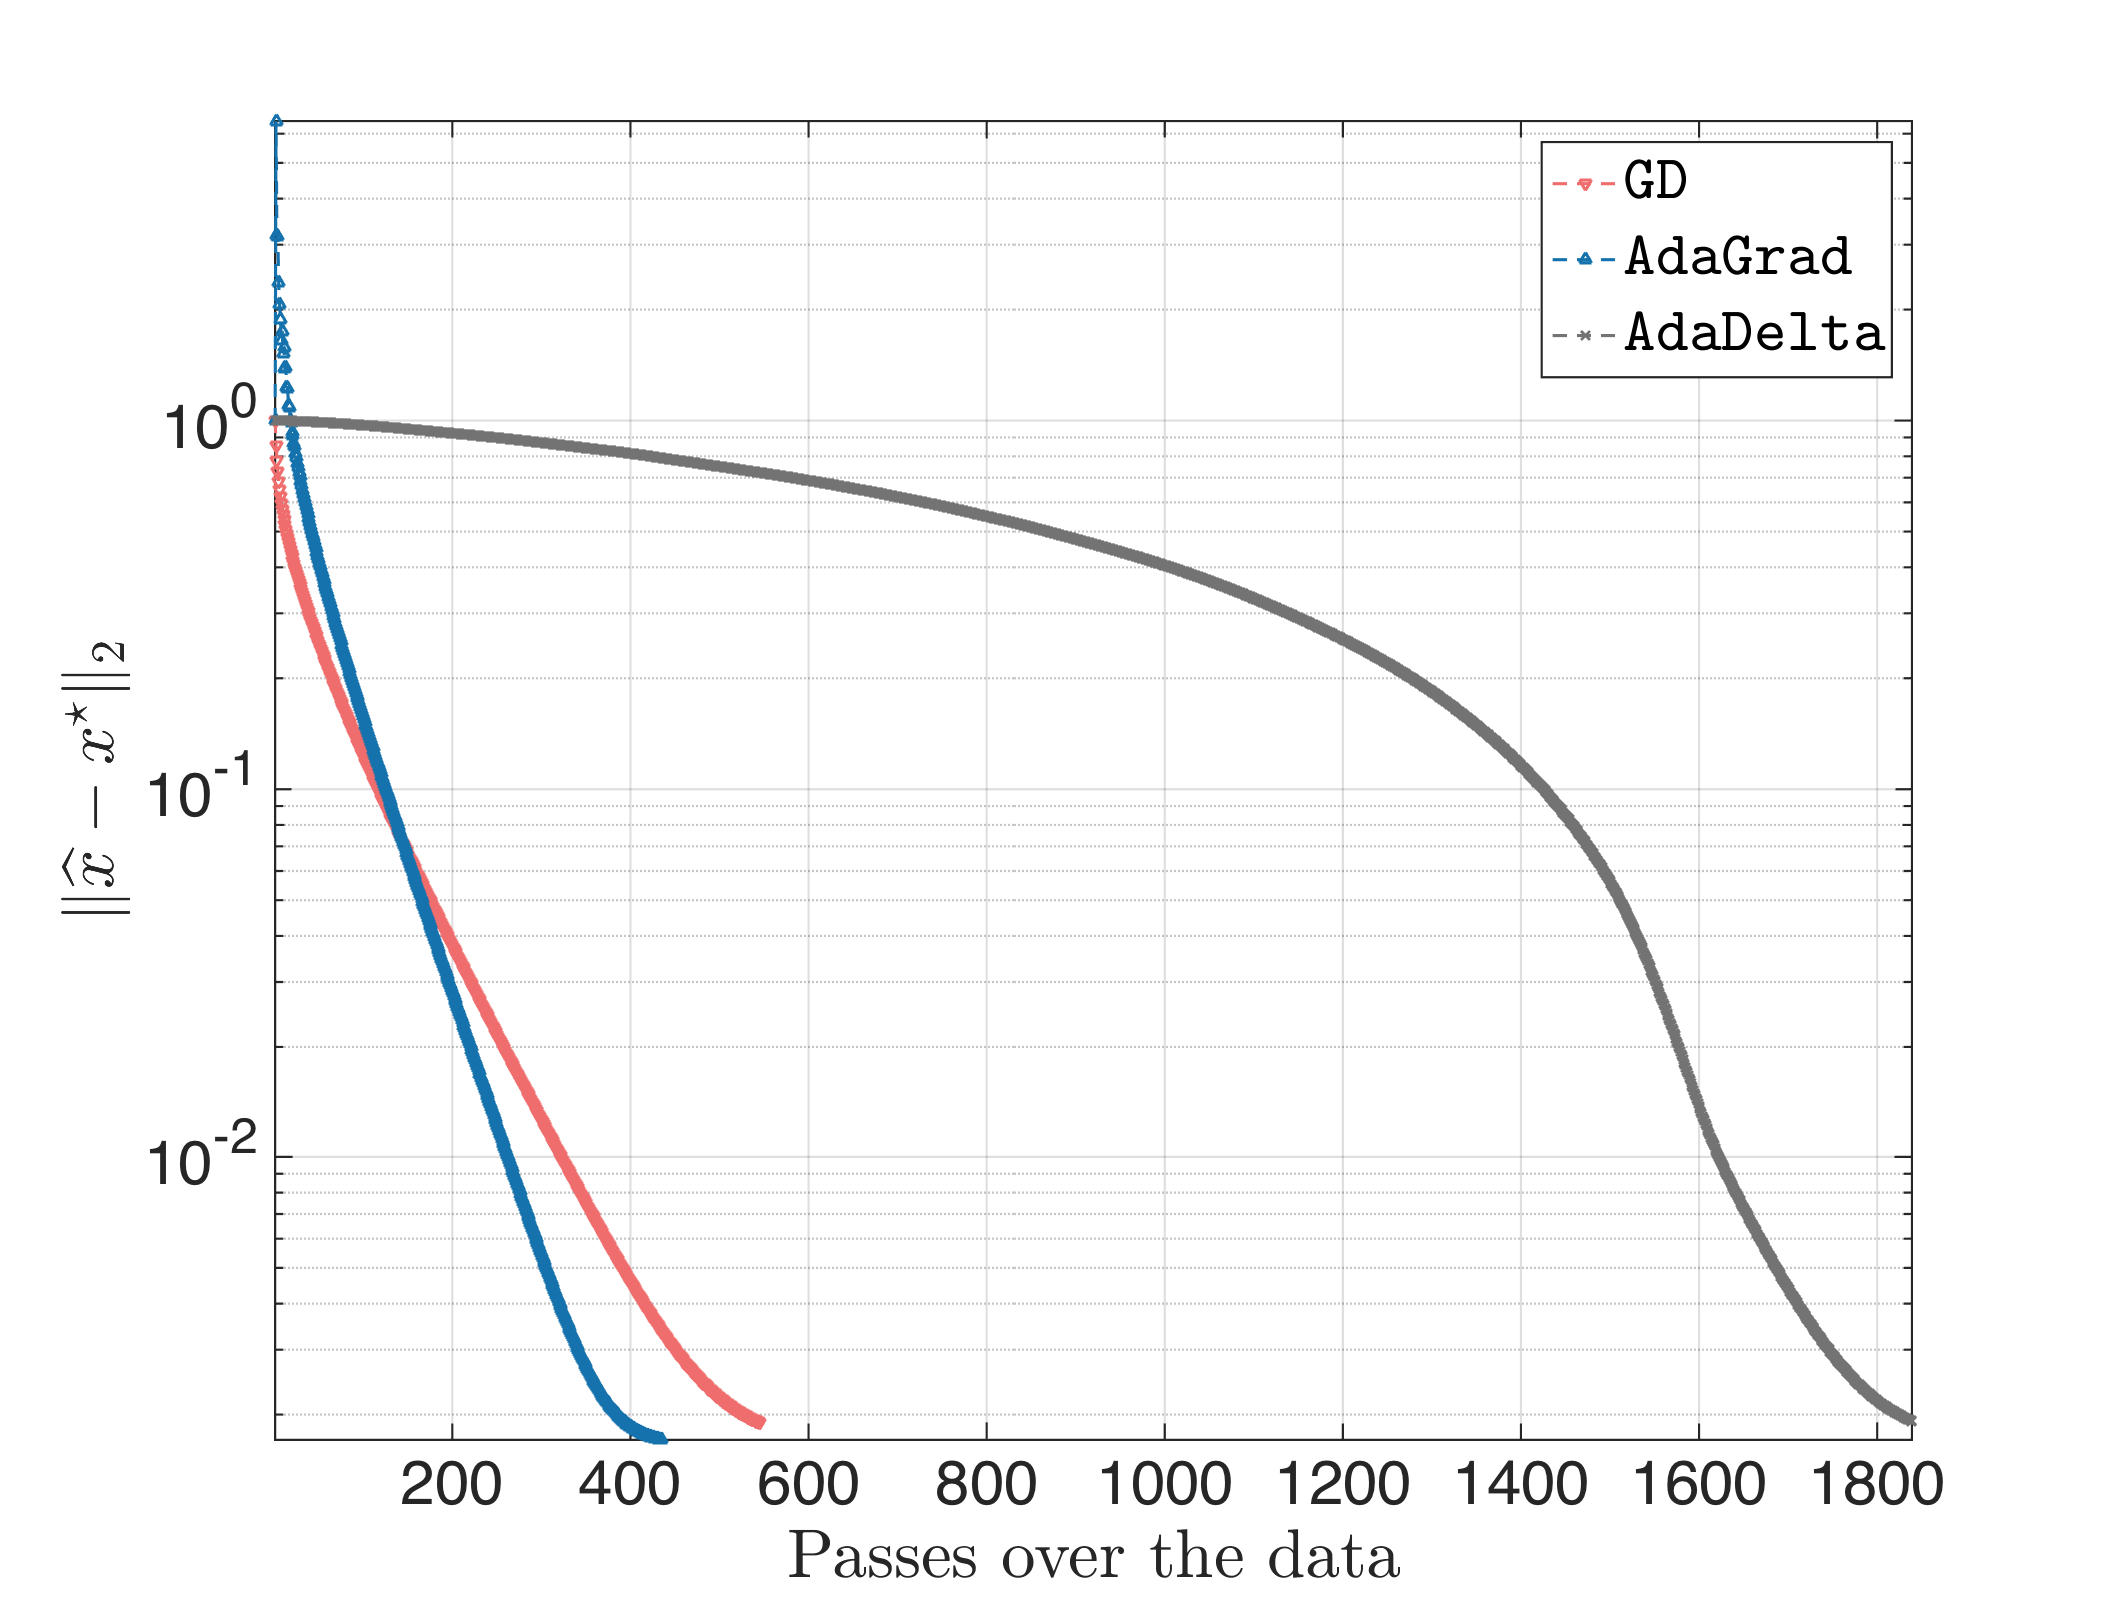 GD
AdaGrad
AdaDelta
10^0
10^-1
10^-2
‖x̂ − x⋆‖₂
200 400 600 800 1000 1200 1400 1600 1800
Passes over the data